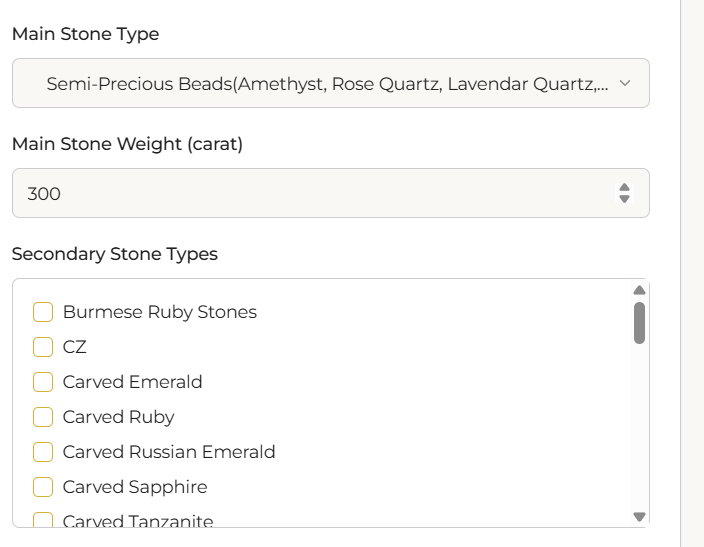 Main Stone Type
Semi-Precious Beads(Amethyst, Rose Quartz, Lavendar Quartz,...
Main Stone Weight (carat)
300
Secondary Stone Types
Burmese Ruby Stones
CZ
Carved Emerald
Carved Ruby
Carved Russian Emerald
Carved Sapphire
Carved Tanzanite